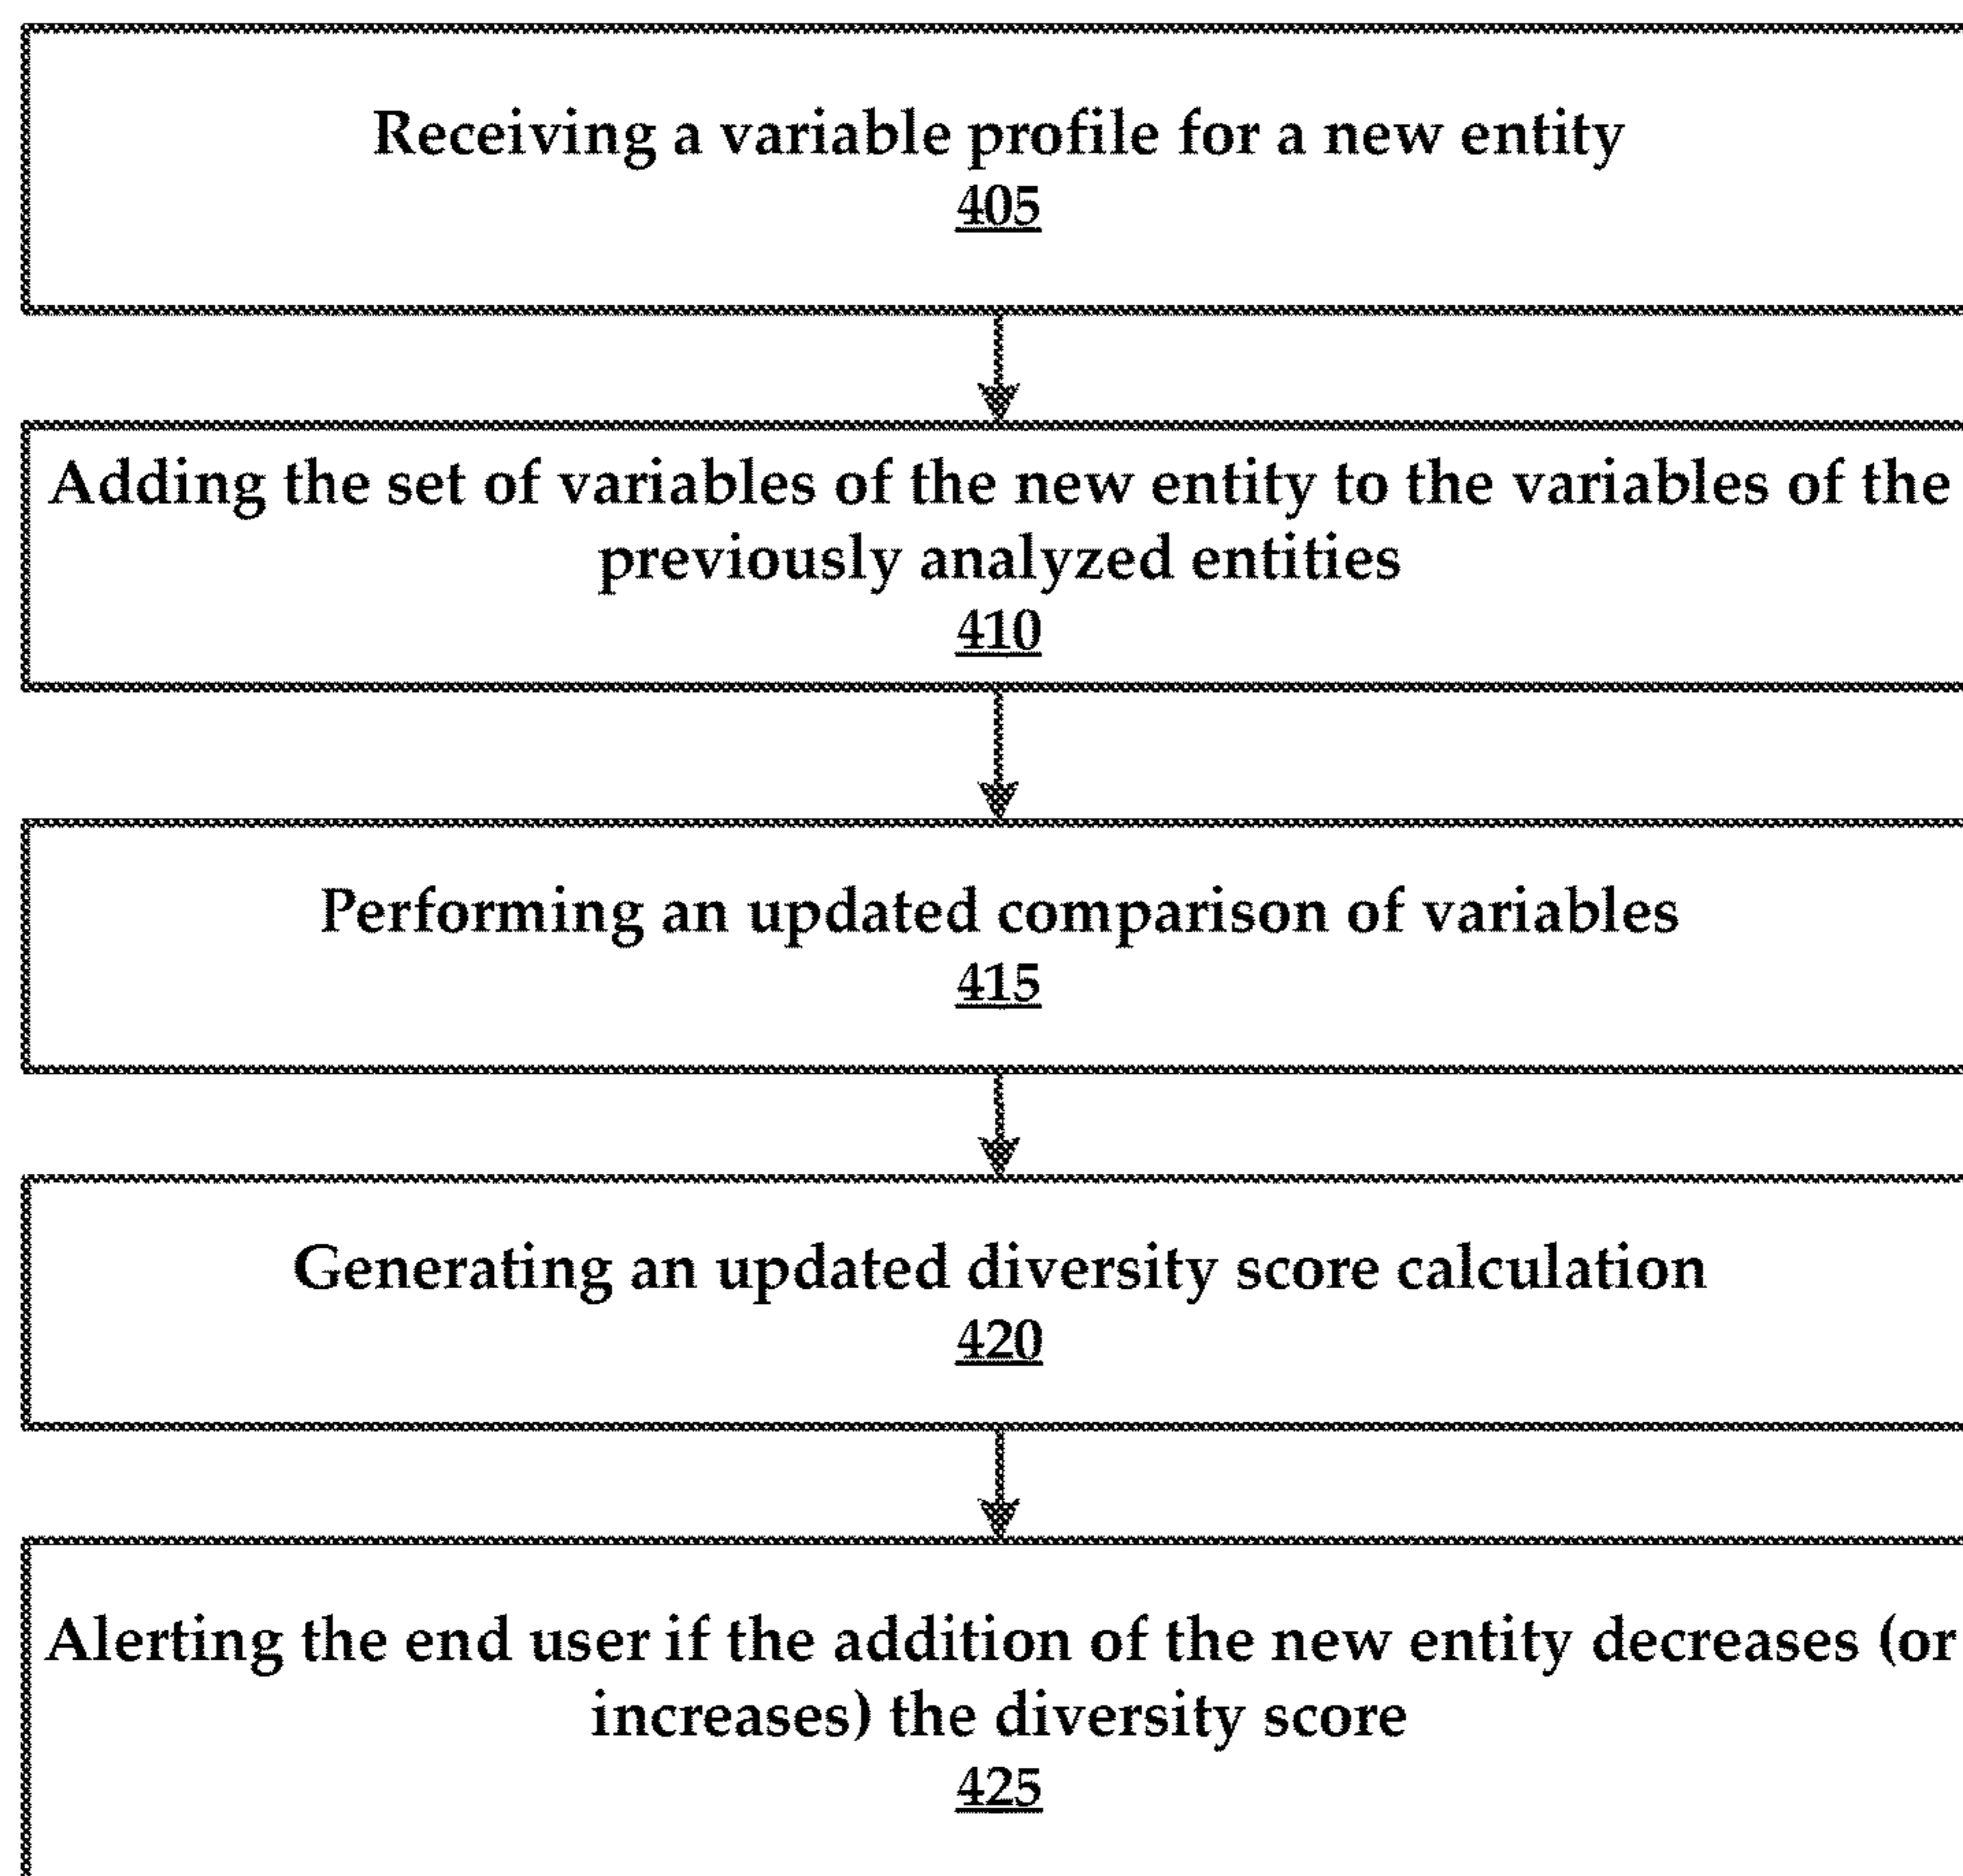 Receiving a variable profile for a new entity
405
Adding the set of variables of the new entity to the variables of the
previously analyzed entities
410
Performing an updated comparison of variables
415
Generating an updated diversity score calculation
420
Alerting the end user if the addition of the new entity decreases (or
increases) the diversity score
425